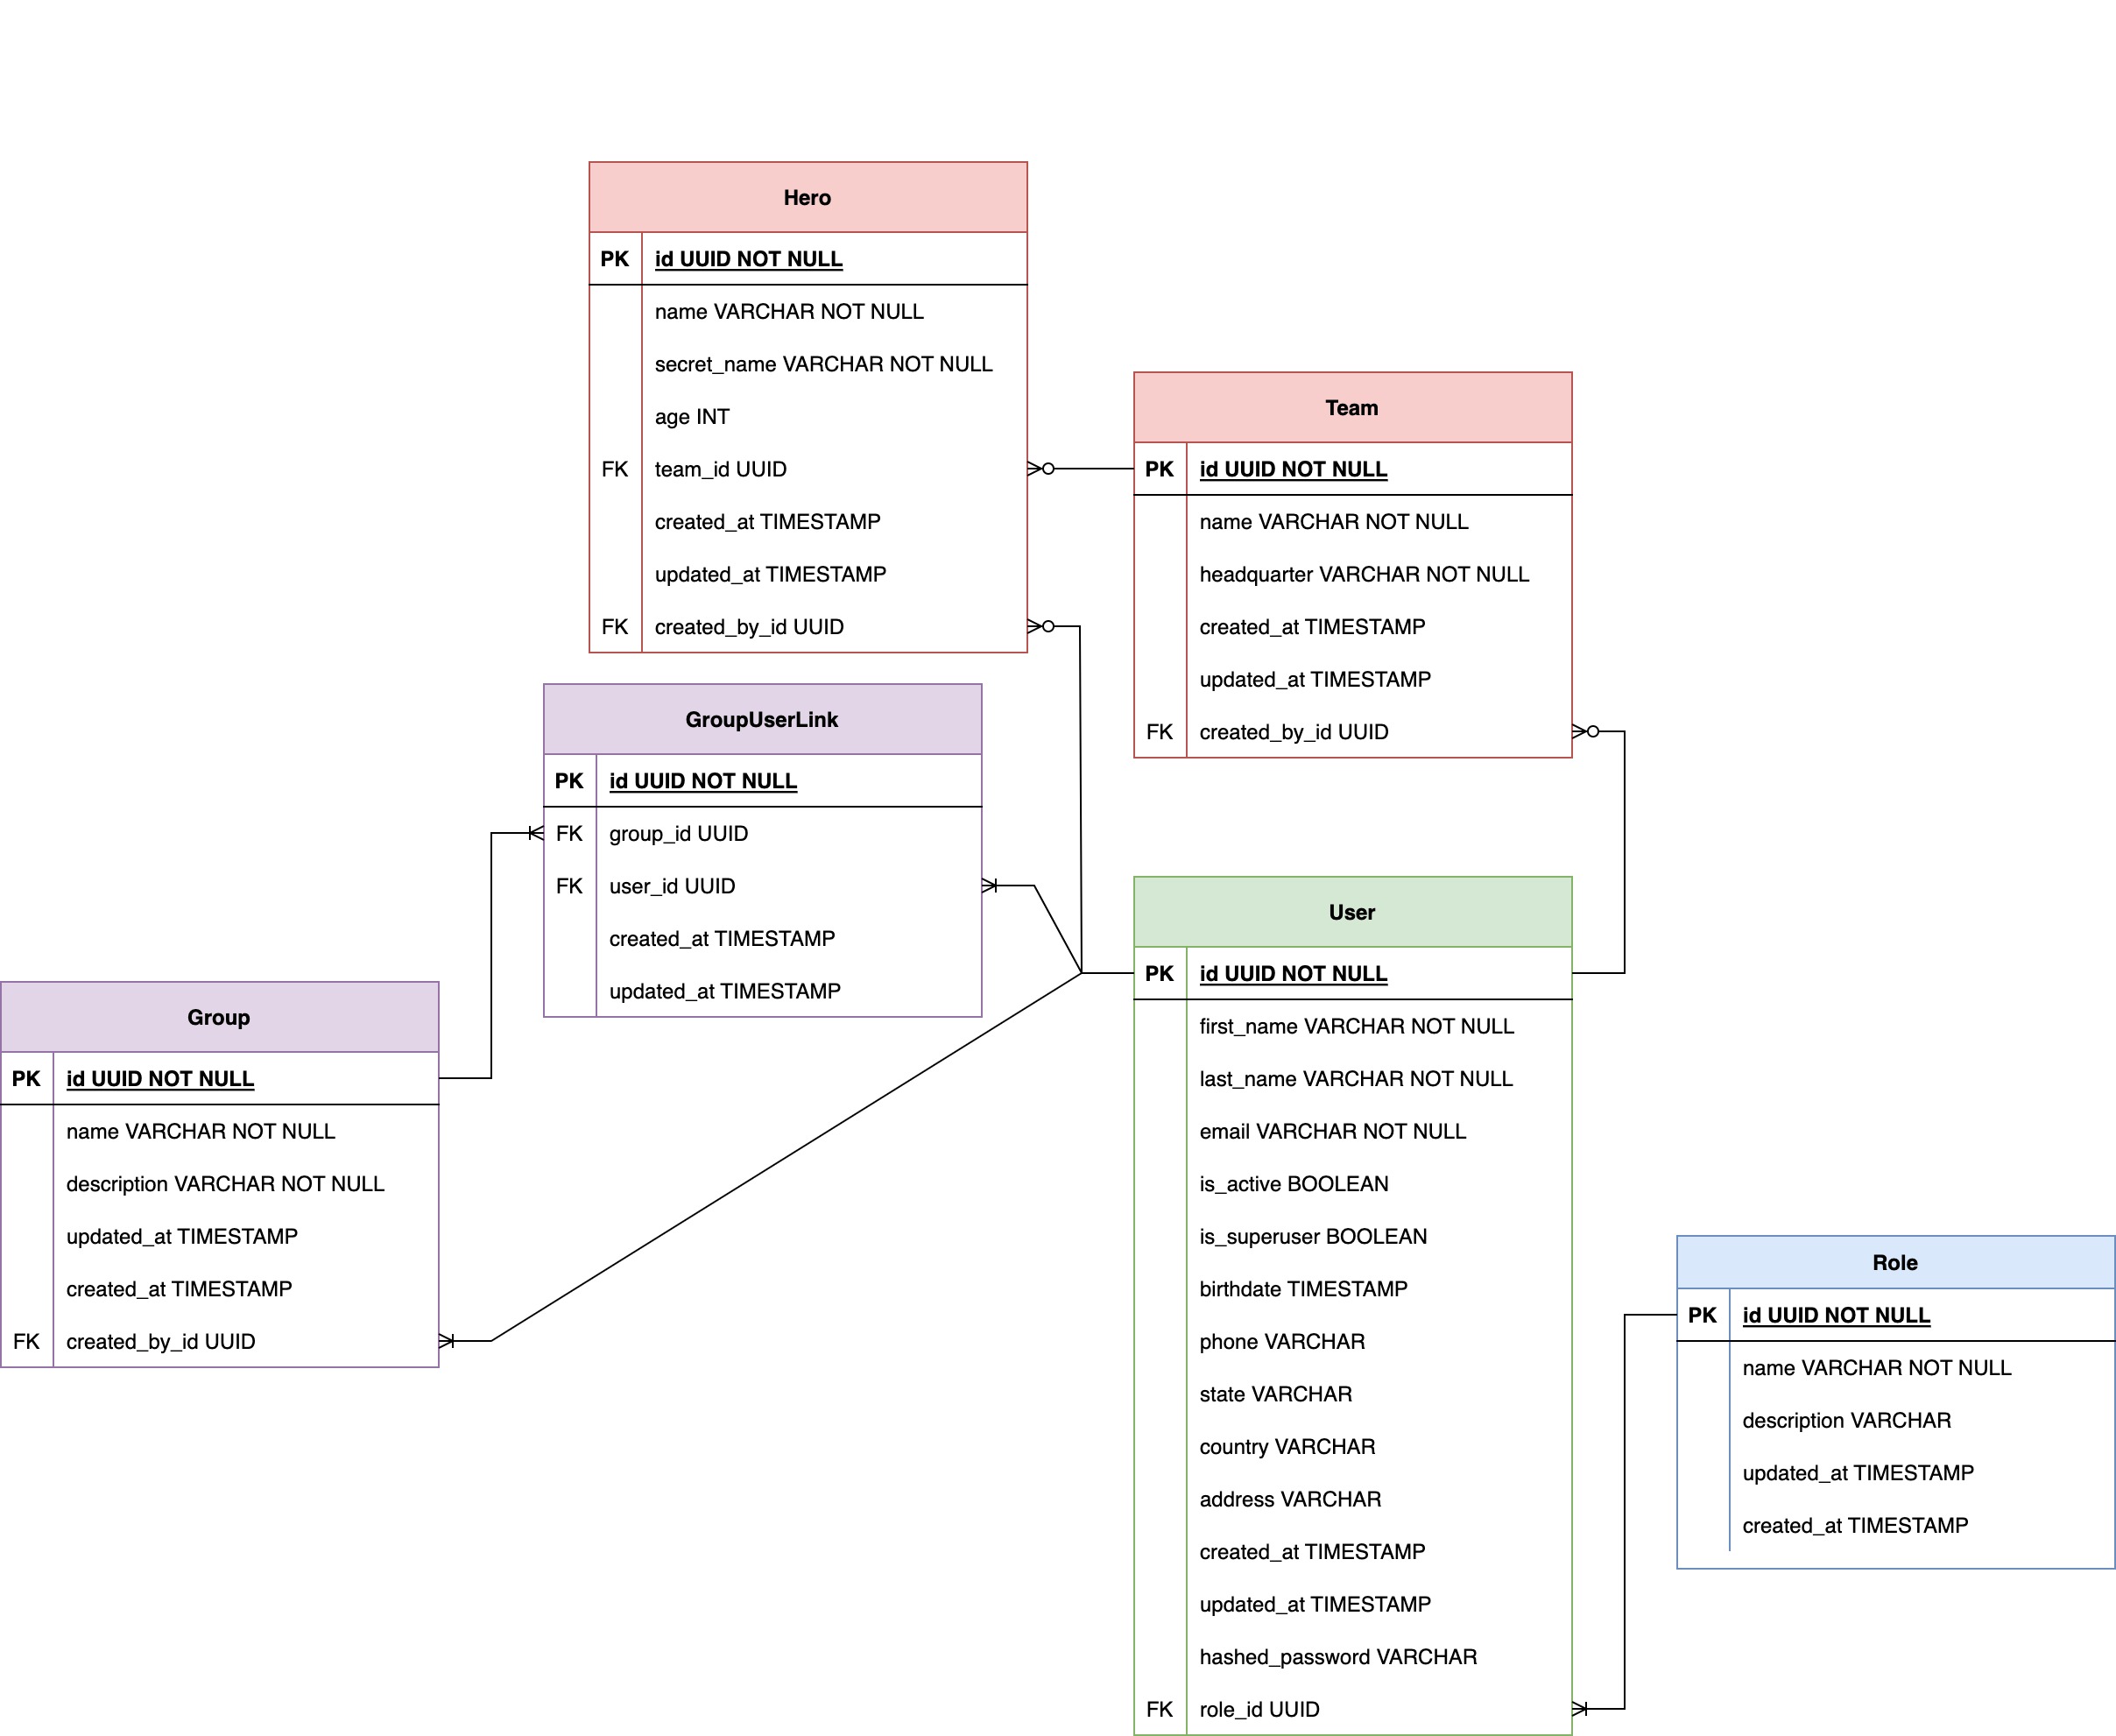 Hero
PK id UUID NOT NULL
name VARCHAR NOT NULL
secret_name VARCHAR NOT NULL
age INT
FK team_id UUID
created_at TIMESTAMP
updated_at TIMESTAMP
FK created_by_id UUID
Team
PK id UUID NOT NULL
name VARCHAR NOT NULL
headquarter VARCHAR NOT NULL
created_at TIMESTAMP
updated_at TIMESTAMP
FK created_by_id UUID
GroupUserLink
PK id UUID NOT NULL
FK group_id UUID
FK user_id UUID
created_at TIMESTAMP
updated_at TIMESTAMP
Group
PK id UUID NOT NULL
name VARCHAR NOT NULL
description VARCHAR NOT NULL
updated_at TIMESTAMP
created_at TIMESTAMP
FK created_by_id UUID
User
PK id UUID NOT NULL
first_name VARCHAR NOT NULL
last_name VARCHAR NOT NULL
email VARCHAR NOT NULL
is_active BOOLEAN
is_superuser BOOLEAN
birthdate TIMESTAMP
phone VARCHAR
state VARCHAR
country VARCHAR
address VARCHAR
created_at TIMESTAMP
updated_at TIMESTAMP
hashed_password VARCHAR
FK role_id UUID
Role
PK id UUID NOT NULL
name VARCHAR NOT NULL
description VARCHAR
updated_at TIMESTAMP
created_at TIMESTAMP